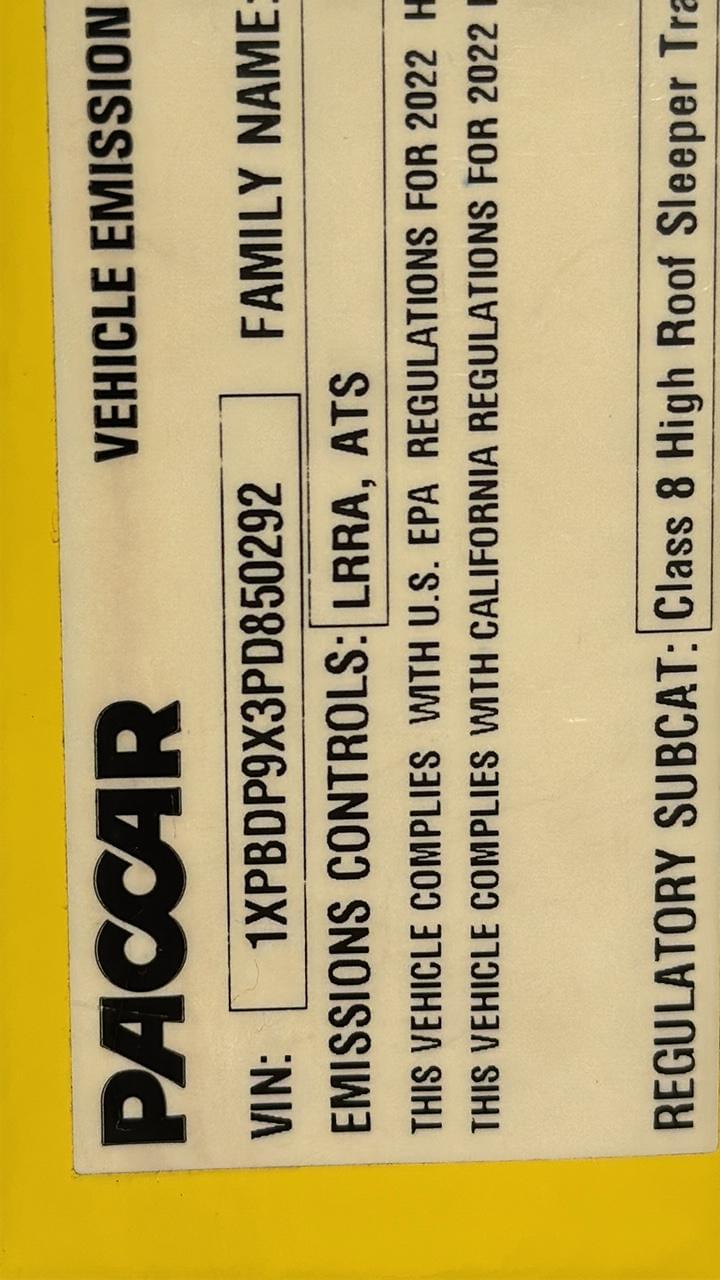 PACCAR VEHICLE EMISSION
VIN: 1XPBDP9X3PD850292 FAMILY NAME:
EMISSIONS CONTROLS: LRRA, ATS
THIS VEHICLE COMPLIES WITH U.S. EPA REGULATIONS FOR 2022 H
THIS VEHICLE COMPLIES WITH CALIFORNIA REGULATIONS FOR 2022
REGULATORY SUBCAT: Class 8 High Roof Sleeper Tra